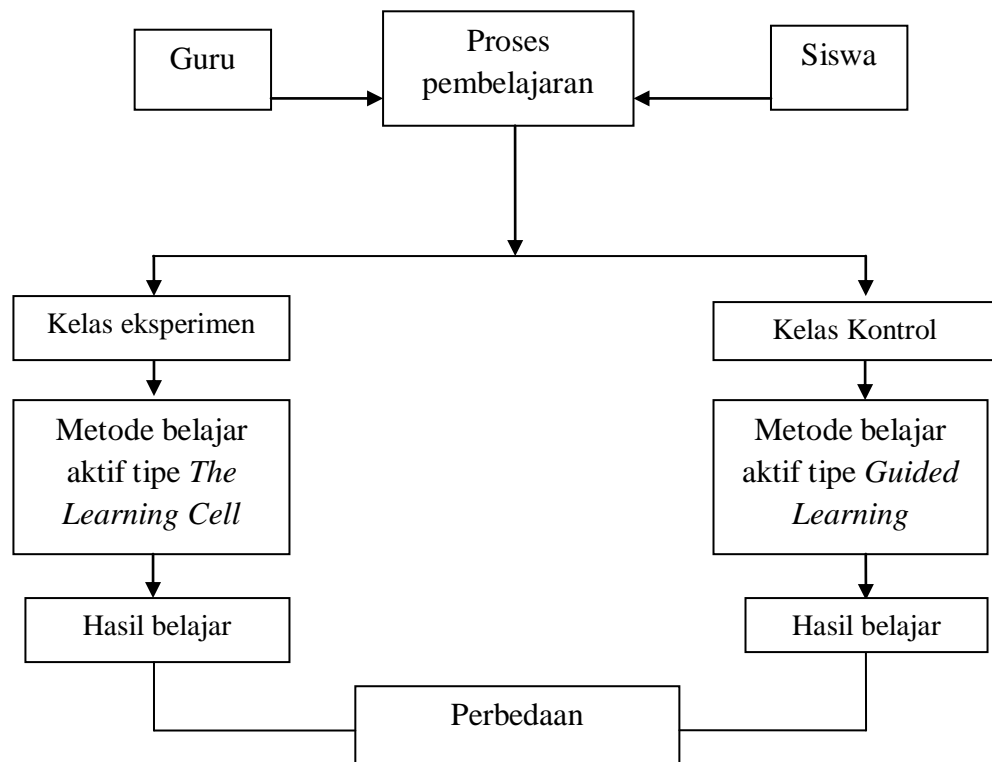 Guru
Proses
pembelajaran
Siswa
Kelas eksperimen
Kelas Kontrol
Metode belajar
aktif tipe The
Learning Cell
Metode belajar
aktif tipe Guided
Learning
Hasil belajar
Hasil belajar
Perbedaan